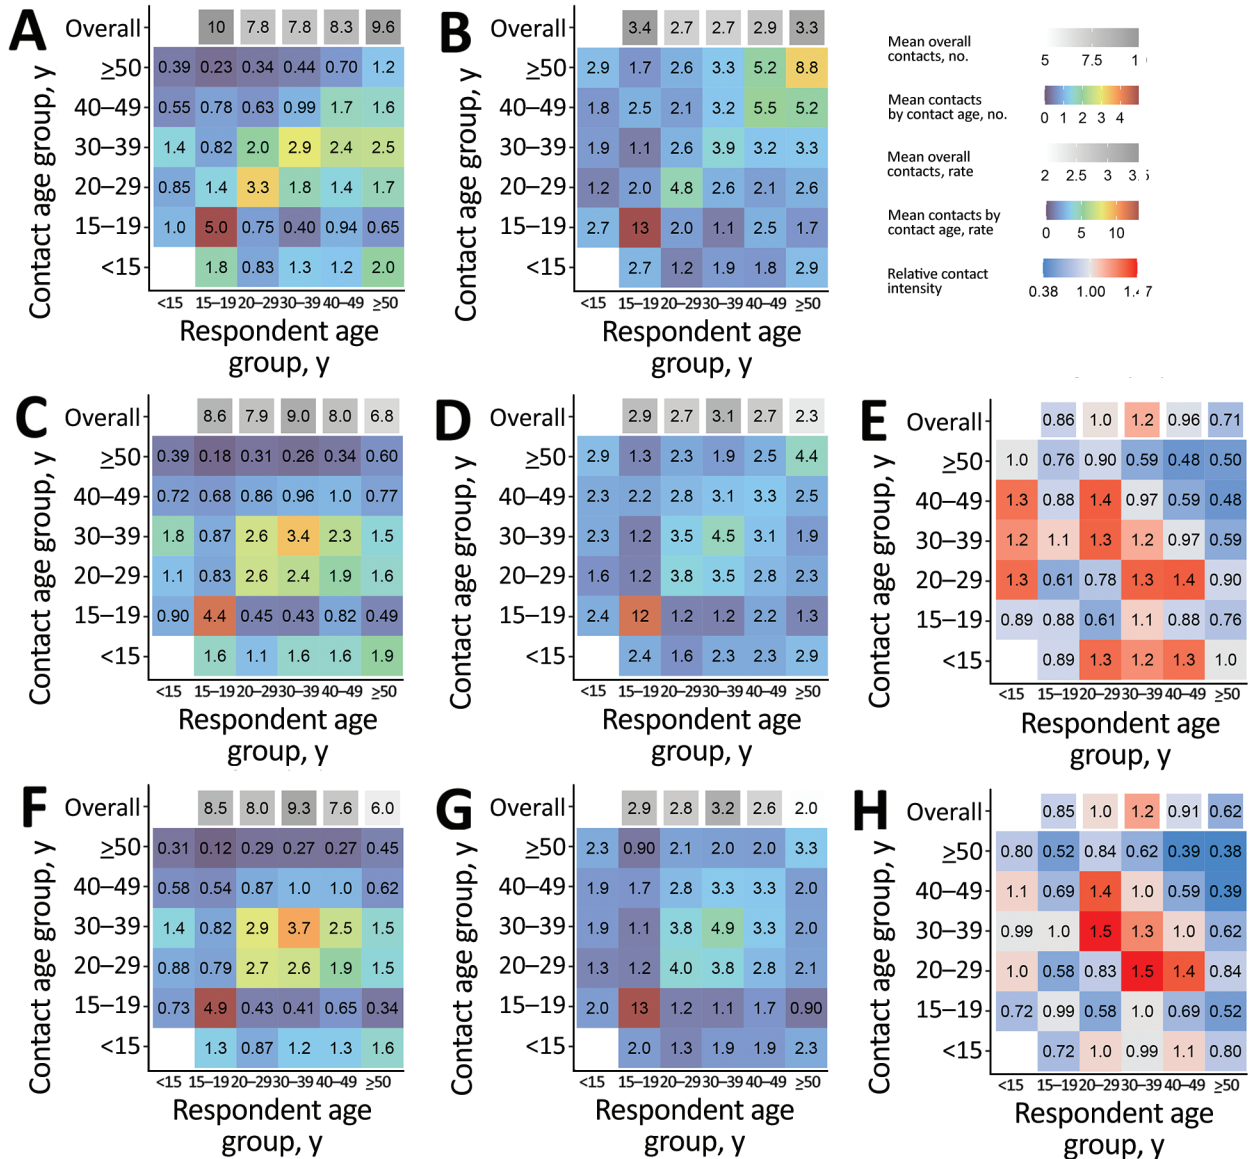 A
Overall 10 7.8 7.8 8.3 9.6
≥50 0.39 0.23 0.34 0.44 0.70 1.2
40–49 0.55 0.78 0.63 0.99 1.7 1.6
30–39 1.4 0.82 2.0 2.9 2.4 2.5
20–29 0.85 1.4 3.3 1.8 1.4 1.7
15–19 1.0 5.0 0.75 0.40 0.94 0.65
<15 1.8 0.83 1.3 1.2 2.0
<15 15–19 20–29 30–39 40–49 ≥50
Contact age group, y
Respondent age
group, y
B
Overall 3.4 2.7 2.7 2.9 3.3
≥50 2.9 1.7 2.6 3.3 5.2 8.8
40–49 1.8 2.5 2.1 3.2 5.5 5.2
30–39 1.9 1.1 2.6 3.9 3.2 3.3
20–29 1.2 2.0 4.8 2.6 2.1 2.6
15–19 2.7 13 2.0 1.1 2.5 1.7
<15 2.7 1.2 1.9 1.8 2.9
<15 15–19 20–29 30–39 40–49 ≥50
Contact age group, y
Respondent age
group, y
Mean overall
contacts, no.
5 7.5 1
Mean contacts
by contact age, no.
0 1 2 3 4
Mean overall
contacts, rate
2 2.5 3 3.5
Mean contacts by
contact age, rate
0 5 10
Relative contact
intensity
0.38 1.00 1.47
C
Overall 8.6 7.9 9.0 8.0 6.8
≥50 0.39 0.18 0.31 0.26 0.34 0.60
40–49 0.72 0.68 0.86 0.96 1.0 0.77
30–39 1.8 0.87 2.6 3.4 2.3 1.5
20–29 1.1 0.83 2.6 2.4 1.9 1.6
15–19 0.90 4.4 0.45 0.43 0.82 0.49
<15 1.6 1.1 1.6 1.6 1.9
<15 15–19 20–29 30–39 40–49 ≥50
Contact age group, y
Respondent age
group, y
D
Overall 2.9 2.7 3.1 2.7 2.3
≥50 2.9 1.3 2.3 1.9 2.5 4.4
40–49 2.3 2.2 2.8 3.1 3.3 2.5
30–39 2.3 1.2 3.5 4.5 3.1 1.9
20–29 1.6 1.2 3.8 3.5 2.8 2.3
15–19 2.4 12 1.2 1.2 2.2 1.3
<15 2.4 1.6 2.3 2.3 2.9
<15 15–19 20–29 30–39 40–49 ≥50
Contact age group, y
Respondent age
group, y
E
Overall 0.86 1.0 1.2 0.96 0.71
≥50 1.0 0.76 0.90 0.59 0.48 0.50
40–49 1.3 0.88 1.4 0.97 0.59 0.48
30–39 1.2 1.1 1.3 1.2 0.97 0.59
20–29 1.3 0.61 0.78 1.3 1.4 0.90
15–19 0.89 0.88 0.61 1.1 0.88 0.76
<15 0.89 1.3 1.2 1.3 1.0
<15 15–19 20–29 30–39 40–49 ≥50
Contact age group, y
Respondent age
group, y
F
Overall 8.5 8.0 9.3 7.6 6.0
≥50 0.31 0.12 0.29 0.27 0.27 0.45
40–49 0.58 0.54 0.87 1.0 1.0 0.62
30–39 1.4 0.82 2.9 3.7 2.5 1.5
20–29 0.88 0.79 2.7 2.6 1.9 1.5
15–19 0.73 4.9 0.43 0.41 0.65 0.34
<15 1.3 0.87 1.2 1.3 1.6
<15 15–19 20–29 30–39 40–49 ≥50
Contact age group, y
Respondent age
group, y
G
Overall 2.9 2.8 3.2 2.6 2.0
≥50 2.3 0.90 2.1 2.0 2.0 3.3
40–49 1.9 1.7 2.8 3.3 3.3 2.0
30–39 1.9 1.1 3.8 4.9 3.3 2.0
20–29 1.3 1.2 4.0 3.8 2.8 2.1
15–19 2.0 13 1.2 1.1 1.7 0.90
<15 2.0 1.3 1.9 1.9 2.3
<15 15–19 20–29 30–39 40–49 ≥50
Contact age group, y
Respondent age
group, y
H
Overall 0.85 1.0 1.2 0.91 0.62
≥50 0.80 0.52 0.84 0.62 0.39 0.38
40–49 1.1 0.69 1.4 1.0 0.59 0.39
30–39 0.99 1.0 1.5 1.3 1.0 0.62
20–29 1.0 0.58 0.83 1.5 1.4 0.84
15–19 0.72 0.99 0.58 1.0 0.69 0.52
<15 0.72 1.0 0.99 1.1 0.80
<15 15–19 20–29 30–39 40–49 ≥50
Contact age group, y
Respondent age
group, y